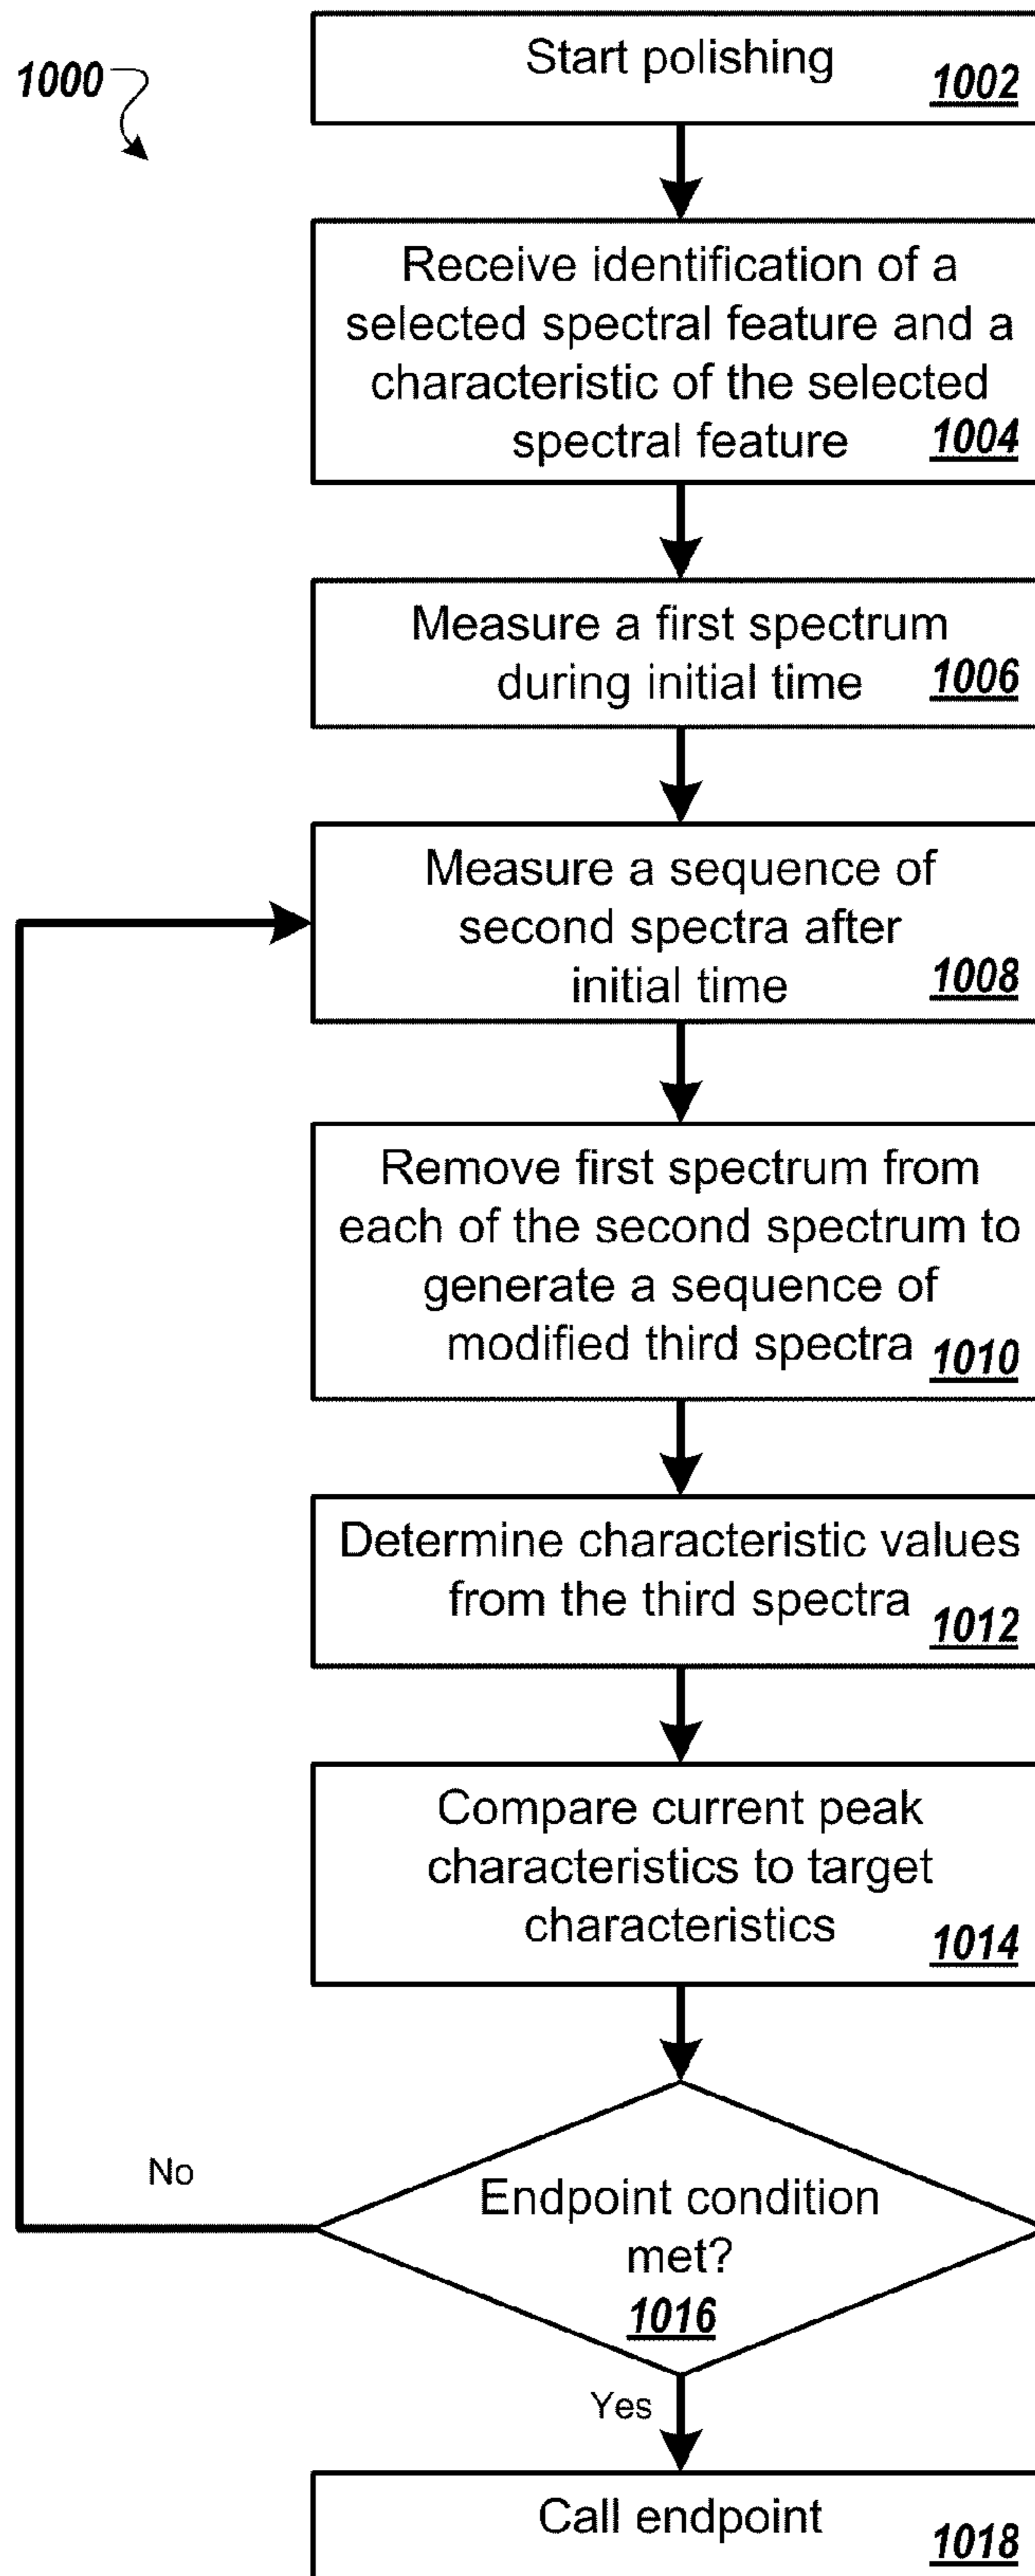 1000
Start polishing
1002
Receive identification of a
selected spectral feature and a
characteristic of the selected
spectral feature
1004
Measure a first spectrum
during initial time
1006
Measure a sequence of
second spectra after
initial time
1008
Remove first spectrum from
each of the second spectrum to
generate a sequence of
modified third spectra
1010
Determine characteristic values
from the third spectra
1012
Compare current peak
characteristics to target
characteristics
1014
No
Endpoint condition
met?
1016
Yes
Call endpoint
1018